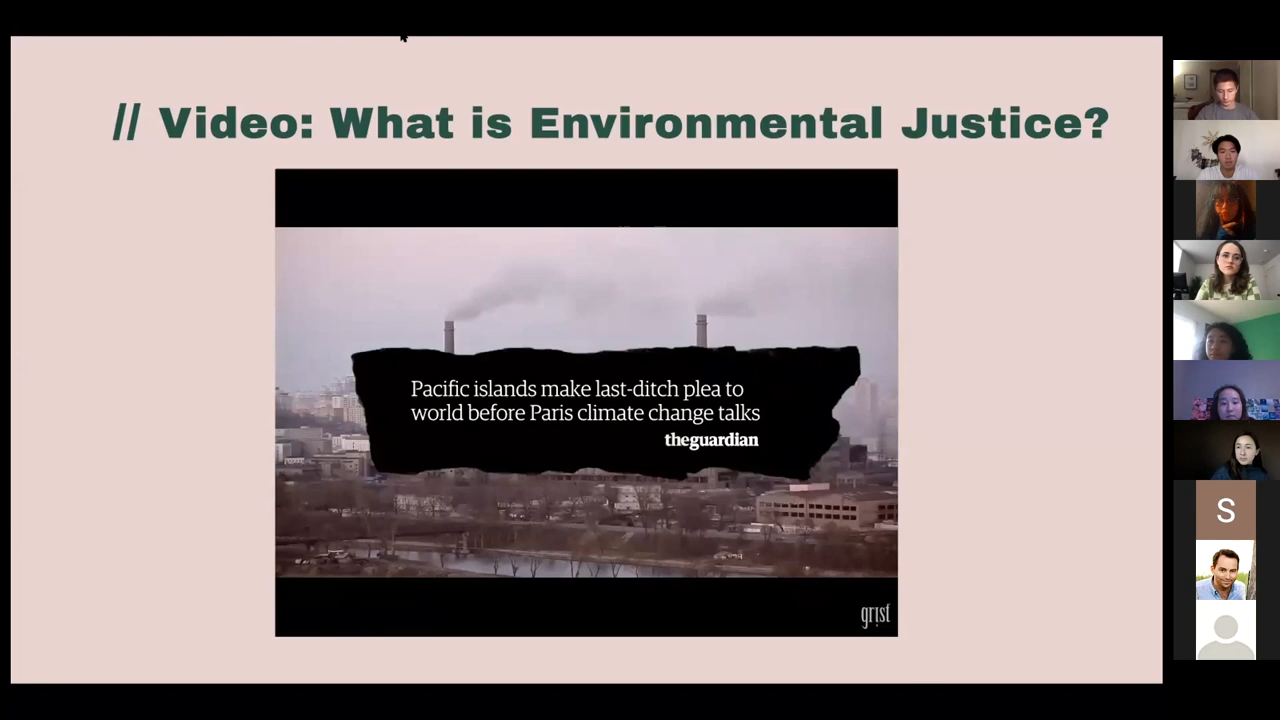 // Video: What is Environmental Justice?
Pacific islands make last-ditch plea to
world before Paris climate change talks
theguardian
grist
S